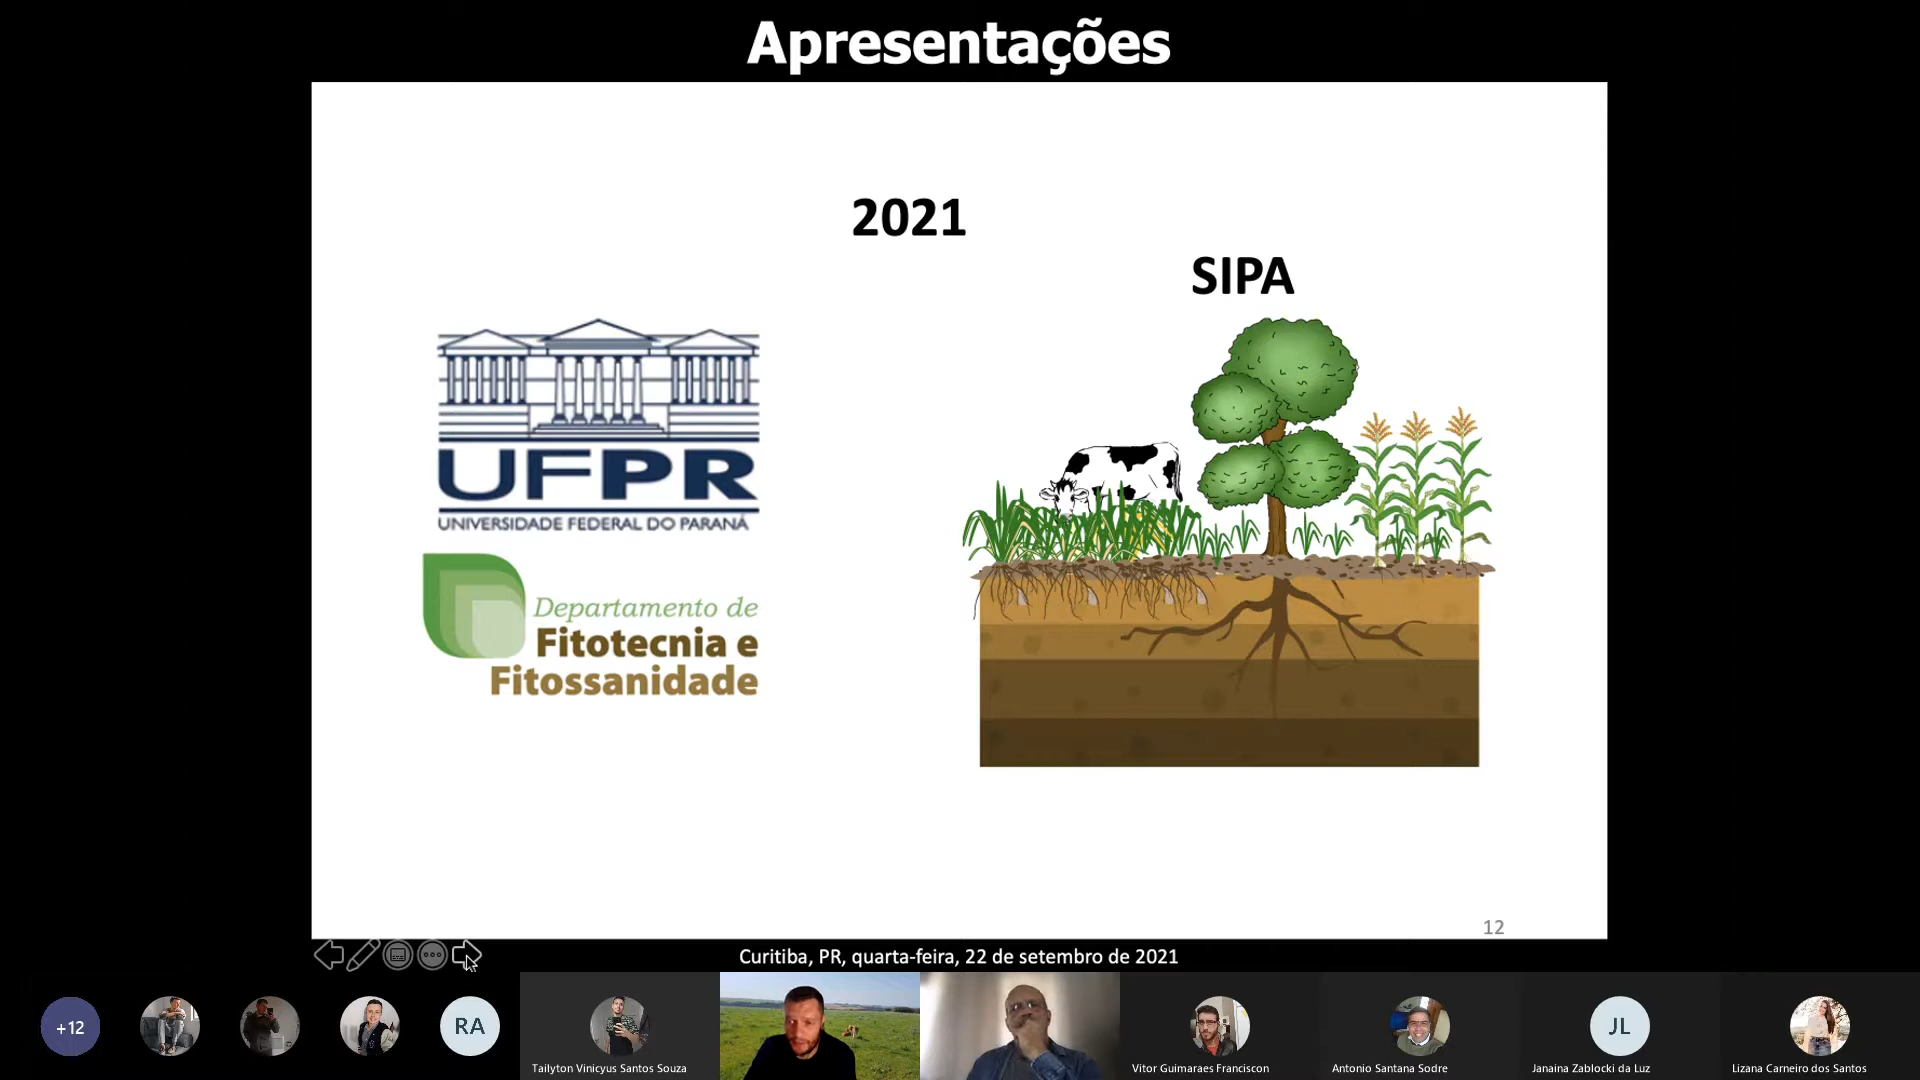 Apresentações
2021
SIPA
UFPR
UNIVERSIDADE FEDERAL DO PARANÁ
Departamento de
Fitotecnia e
Fitossanidade
12
Curitiba, PR, quarta-feira, 22 de setembro de 2021
+12
RA
Tailyton Vinicyus Santos Souza
Vitor Guimaraes Franciscon
Antonio Santana Sodre
JL
Janaina Zablocki da Luz
Lizana Carneiro dos Santos